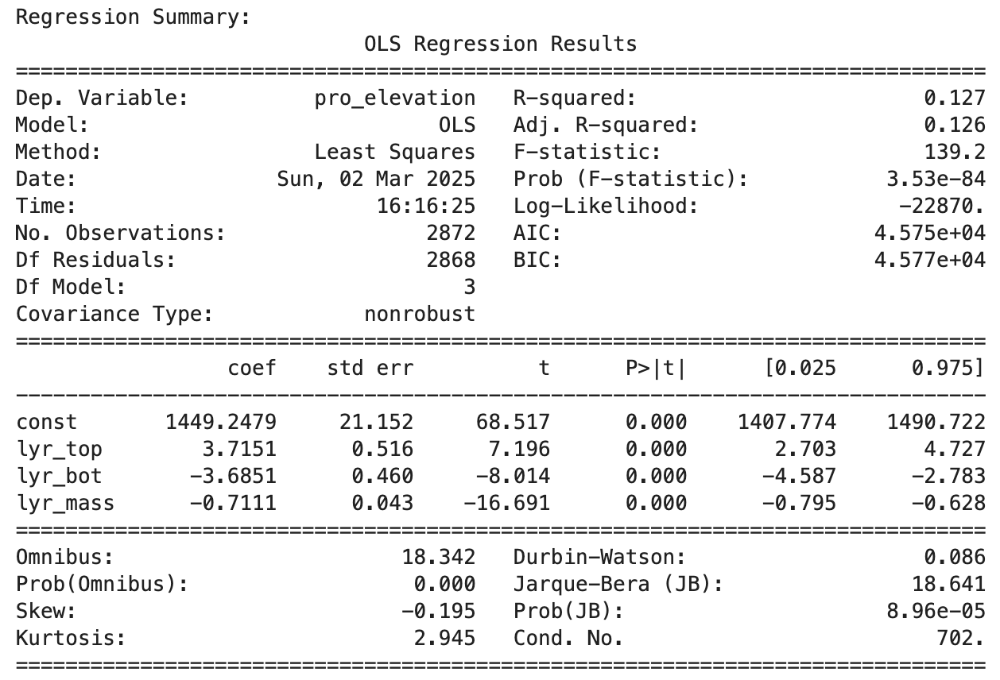 Regression Summary:
                            OLS Regression Results
==============================================================================
Dep. Variable:          pro_elevation   R-squared:                       0.127
Model:                            OLS   Adj. R-squared:                  0.126
Method:                 Least Squares   F-statistic:                     139.2
Date:                Sun, 02 Mar 2025   Prob (F-statistic):           3.53e-84
Time:                        16:16:25   Log-Likelihood:                -22870.
No. Observations:                2872   AIC:                         4.575e+04
Df Residuals:                    2868   BIC:                         4.577e+04
Df Model:                           3
Covariance Type:            nonrobust
==============================================================================
                 coef    std err          t      P>|t|      [0.025      0.975]
------------------------------------------------------------------------------
const       1449.2479     21.152     68.517      0.000    1407.774    1490.722
lyr_top        3.7151      0.516      7.196      0.000       2.703       4.727
lyr_bot       -3.6851      0.460     -8.014      0.000      -4.587      -2.783
lyr_mass      -0.7111      0.043    -16.691      0.000      -0.795      -0.628
==============================================================================
Omnibus:                       18.342   Durbin-Watson:                   0.086
Prob(Omnibus):                  0.000   Jarque-Bera (JB):               18.641
Skew:                          -0.195   Prob(JB):                     8.96e-05
Kurtosis:                       2.945   Cond. No.                         702.
==============================================================================